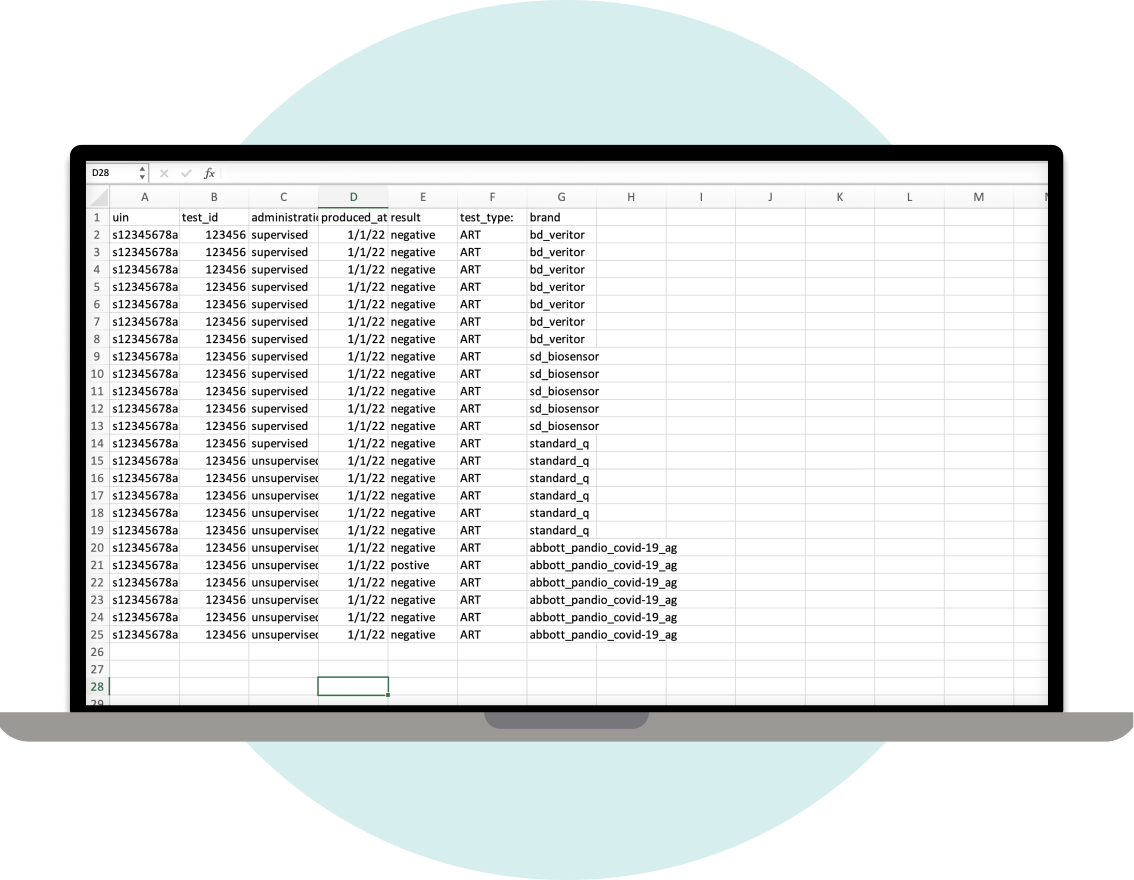 D28 fx
A B C D E F G H I J K L M
1 uin test_id administratio produced_at result test_type: brand
2 s12345678a 123456 supervised 1/1/22 negative ART bd_veritor
3 s12345678a 123456 supervised 1/1/22 negative ART bd_veritor
4 s12345678a 123456 supervised 1/1/22 negative ART bd_veritor
5 s12345678a 123456 supervised 1/1/22 negative ART bd_veritor
6 s12345678a 123456 supervised 1/1/22 negative ART bd_veritor
7 s12345678a 123456 supervised 1/1/22 negative ART bd_veritor
8 s12345678a 123456 supervised 1/1/22 negative ART bd_veritor
9 s12345678a 123456 supervised 1/1/22 negative ART sd_biosensor
10 s12345678a 123456 supervised 1/1/22 negative ART sd_biosensor
11 s12345678a 123456 supervised 1/1/22 negative ART sd_biosensor
12 s12345678a 123456 supervised 1/1/22 negative ART sd_biosensor
13 s12345678a 123456 supervised 1/1/22 negative ART sd_biosensor
14 s12345678a 123456 supervised 1/1/22 negative ART standard_q
15 s12345678a 123456 unsupervised 1/1/22 negative ART standard_q
16 s12345678a 123456 unsupervised 1/1/22 negative ART standard_q
17 s12345678a 123456 unsupervised 1/1/22 negative ART standard_q
18 s12345678a 123456 unsupervised 1/1/22 negative ART standard_q
19 s12345678a 123456 unsupervised 1/1/22 negative ART standard_q
20 s12345678a 123456 unsupervised 1/1/22 negative ART abbott_pandio_covid-19_ag
21 s12345678a 123456 unsupervised 1/1/22 postive ART abbott_pandio_covid-19_ag
22 s12345678a 123456 unsupervised 1/1/22 negative ART abbott_pandio_covid-19_ag
23 s12345678a 123456 unsupervised 1/1/22 negative ART abbott_pandio_covid-19_ag
24 s12345678a 123456 unsupervised 1/1/22 negative ART abbott_pandio_covid-19_ag
25 s12345678a 123456 unsupervised 1/1/22 negative ART abbott_pandio_covid-19_ag
26
27
28
29